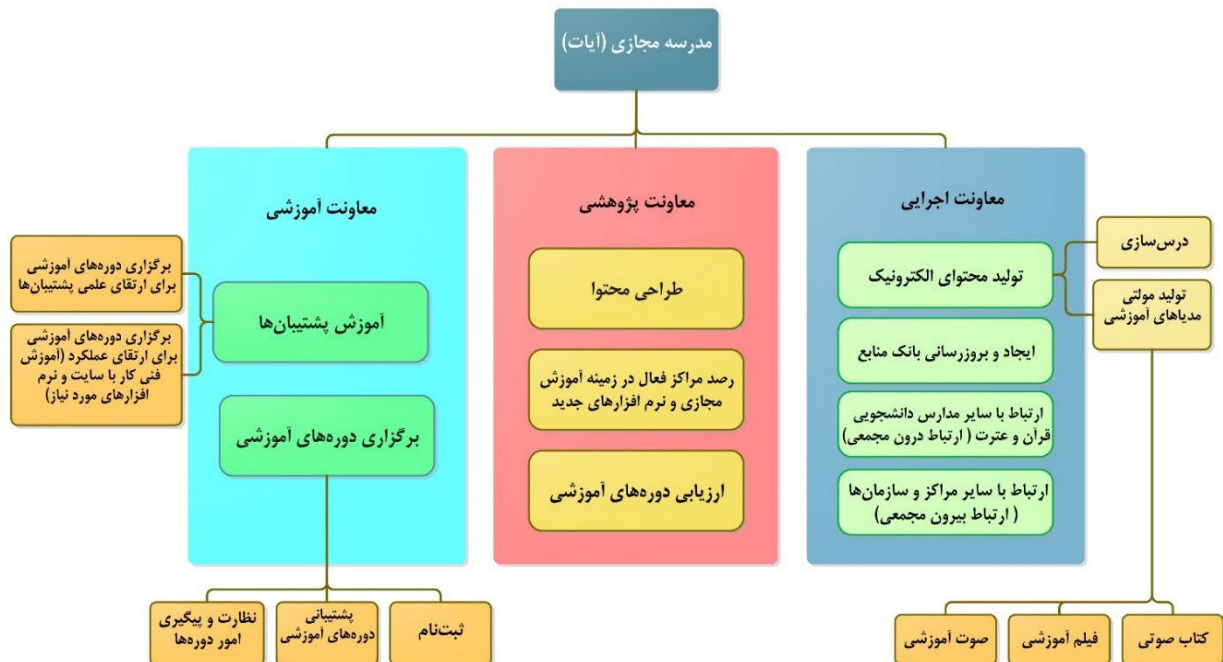 مدرسه مجازی (آیات)
معاونت اجرایی
تولید محتوای الکترونیک
درس‌سازی
تولید مولتی
مدیاهای آموزشی
کتاب صوتی
فیلم آموزشی
صوت آموزشی
ایجاد و بروزرسانی بانک منابع
ارتباط با سایر مدارس دانشجویی
قرآن و عترت ( ارتباط درون مجمعی)
ارتباط با سایر مراکز و سازمان‌ها
( ارتباط بیرون مجمعی)
معاونت پژوهشی
طراحی محتوا
رصد مراکز فعال در زمینه آموزش
مجازی و نرم افزارهای جدید
ارزیابی دوره‌های آموزشی
معاونت آموزشی
آموزش پشتیبان‌ها
برگزاری دوره‌های آموزشی
برای ارتقای علمی پشتیبان‌ها
برگزاری دوره‌های آموزشی
برای ارتقای عملکرد (آموزش
فنی کار با سایت و نرم
افزارهای مورد نیاز)
برگزاری دوره‌های آموزشی
ثبت‌نام
پشتیبانی
دوره‌های آموزشی
نظارت و پیگیری
امور دوره‌ها